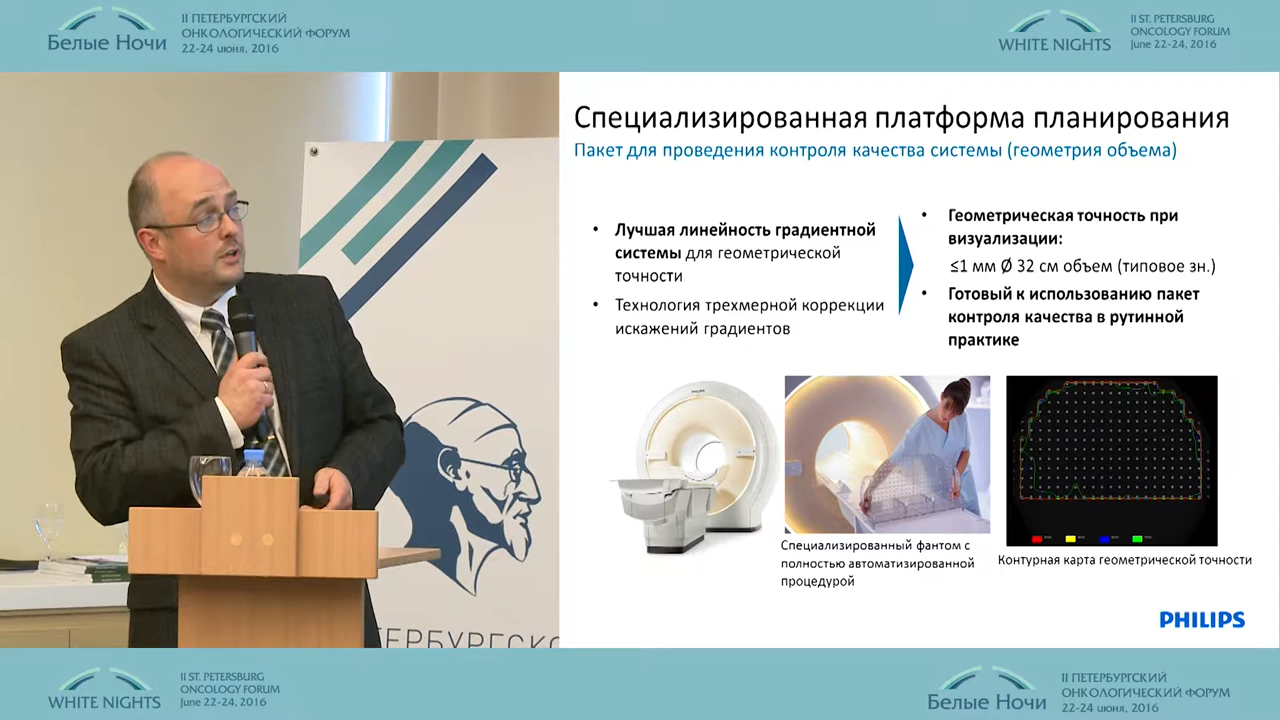 Белые Ночи
II ПЕТЕРБУРГСКИЙ
ОНКОЛОГИЧЕСКИЙ ФОРУМ
22-24 июня, 2016
WHITE NIGHTS
II ST. PETERSBURG
ONCOLOGY FORUM
June 22-24, 2016
Специализированная платформа планирования
Пакет для проведения контроля качества системы (геометрия объема)
• Лучшая линейность градиентной
системы для геометрической
точности
• Технология трехмерной коррекции
искажений градиентов
• Геометрическая точность при
визуализации:
≤1 мм Ø 32 см объем (типовое зн.)
• Готовый к использованию пакет
контроля качества в рутинной
практике
Специализированный фантом с
полностью автоматизированной
процедурой
Контурная карта геометрической точности
PHILIPS
ТЕРБУРГСКО
WHITE NIGHTS
II ST. PETERSBURG
ONCOLOGY FORUM
June 22-24, 2016
Белые Ночи
II ПЕТЕРБУРГСКИЙ
ОНКОЛОГИЧЕСКИЙ ФОРУМ
22-24 июня, 2016